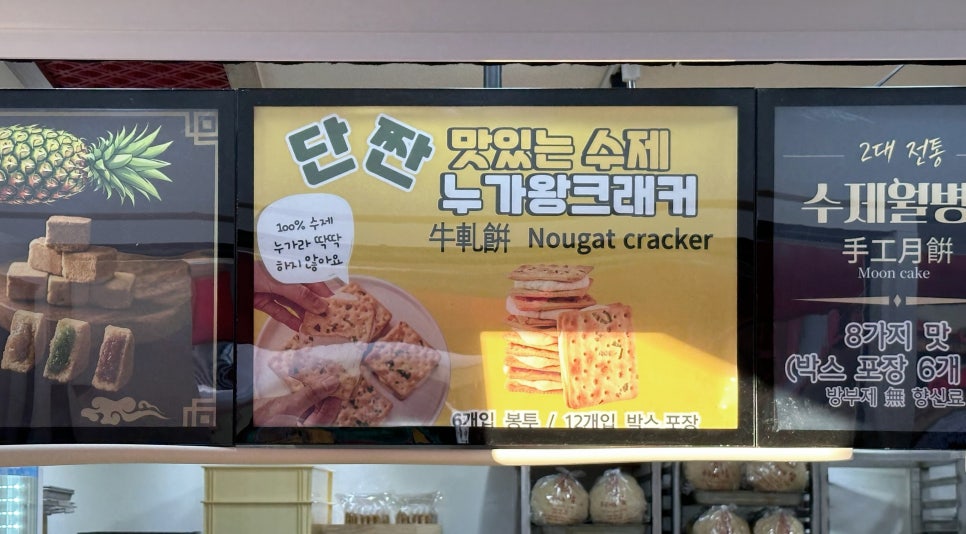 단짠
맛있는 수제
누가왕크래커
牛軋餠 Nougat cracker
100% 수제
누가라 딱딱
하지 않아요
6개입 봉투 / 12개입 박스 포장
2대 전통
수제월병
手工月餠
Moon cake
8가지 맛
(박스 포장 6개
방부제 無 향신료